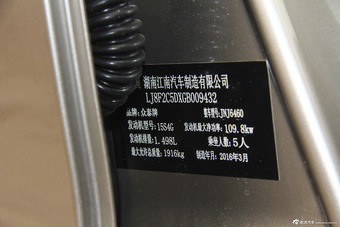 湖南江南汽车制造有限公司
LJ8F2C5DXGB009432
品牌:众泰牌 整车型号:JNJ6460
发动机型号:15S4G 发动机最大净功率:109.8kw
发动机排量:1.498L 乘坐人数:5人
最大允许总质量:1916kg 制造年月:2016年3月